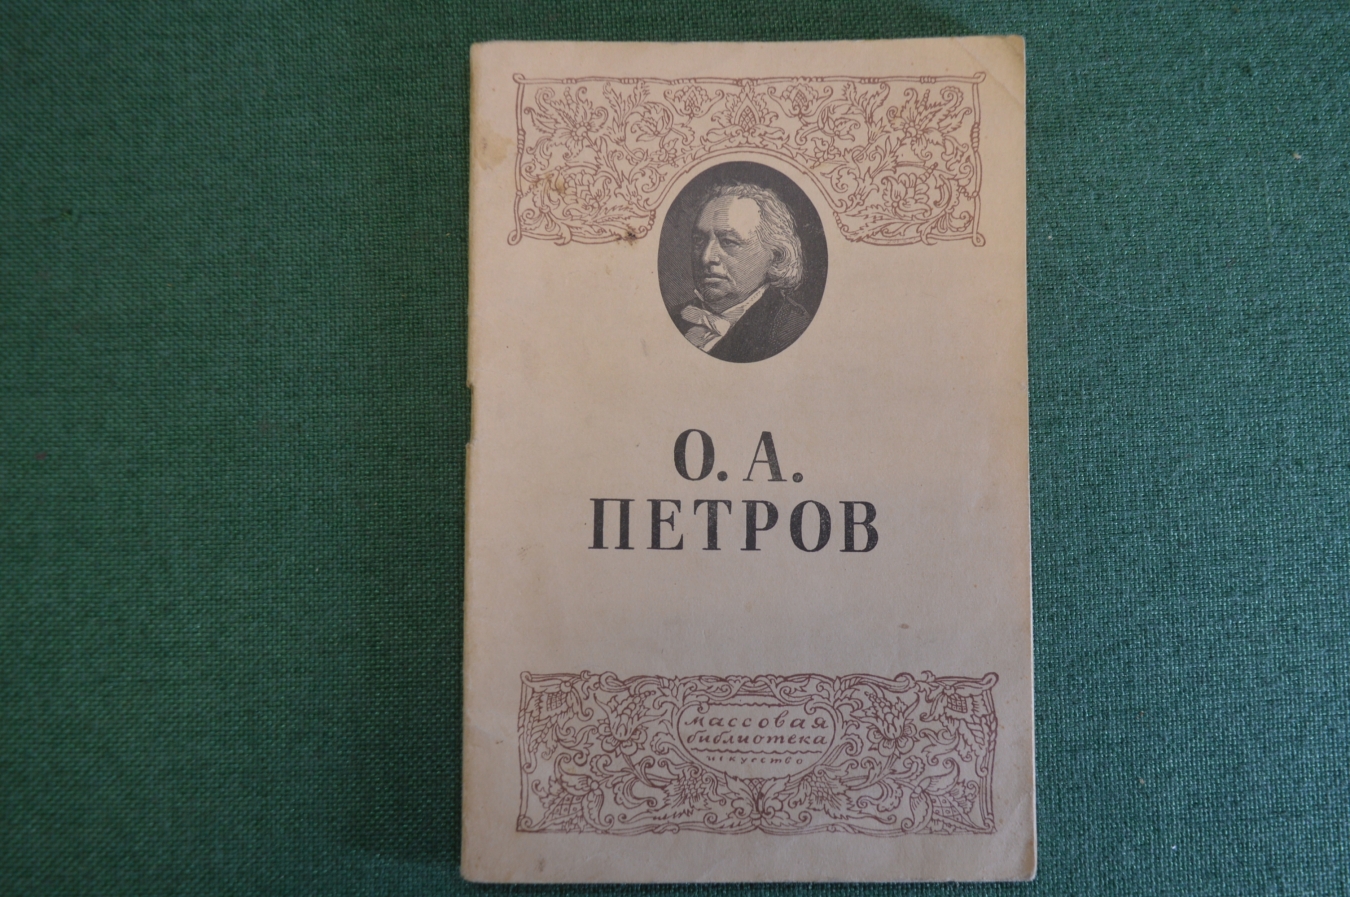 О. А.
ПЕТРОВ
массовая
библиотека
искусство